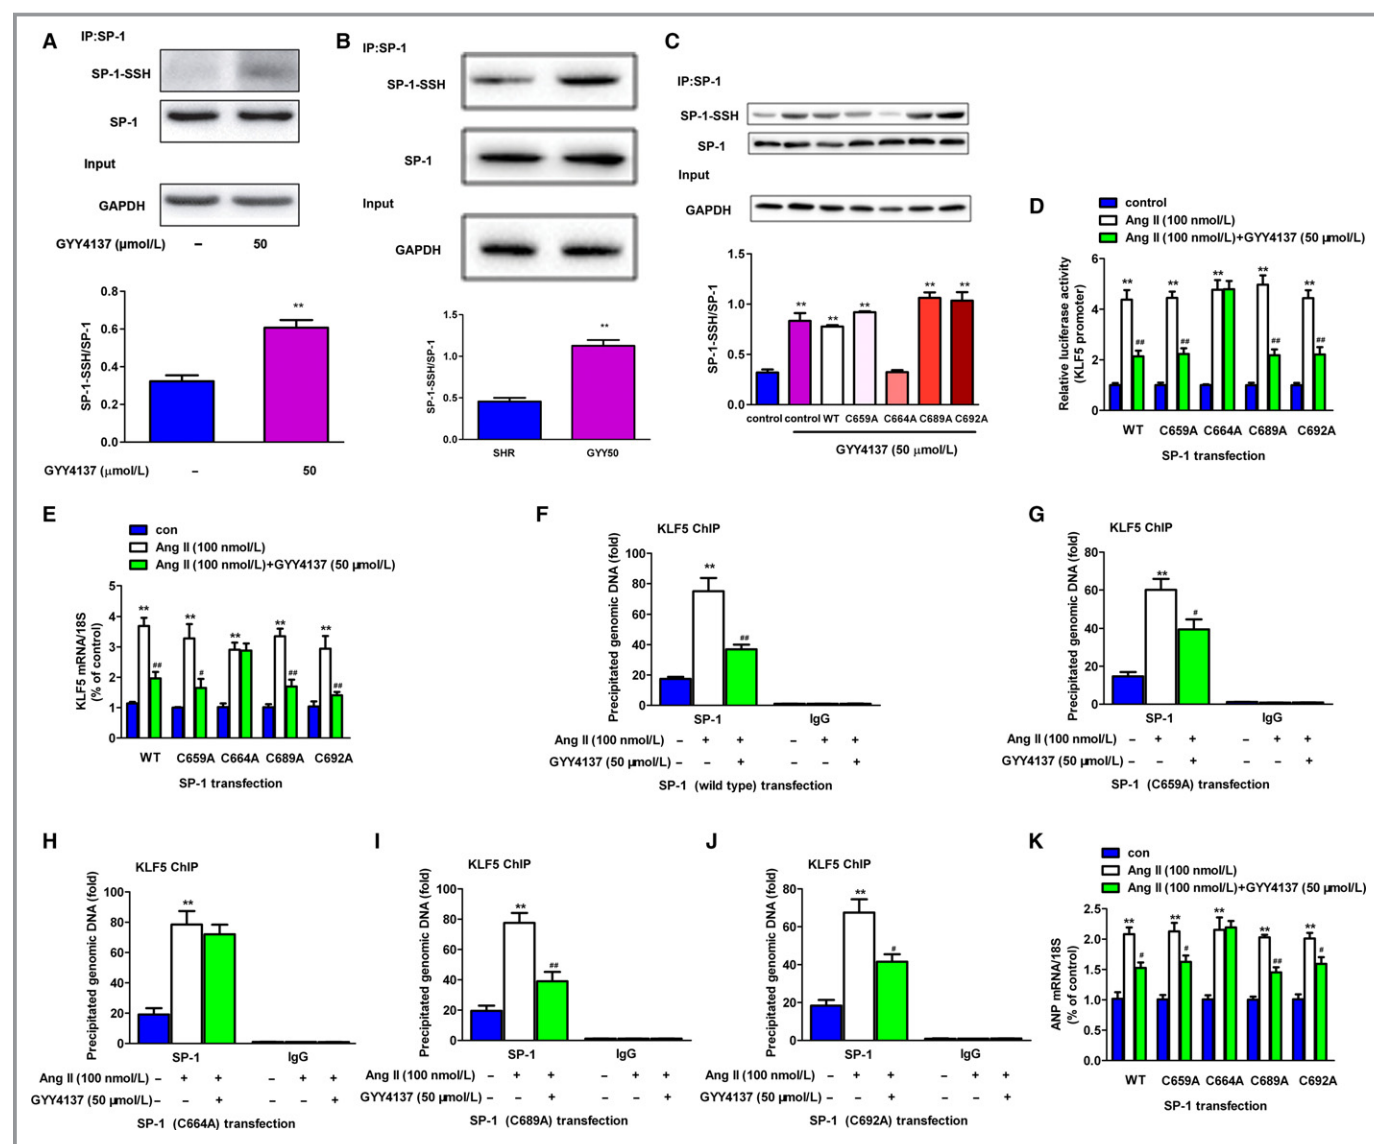 A
IP:SP-1
SP-1-SSH
SP-1
Input
GAPDH
GYY4137 (µmol/L) – 50
SP-1-SSH/SP-1
0.8
0.6
0.4
0.2
0.0
**
GYY4137 (µmol/L) – 50
B
IP:SP-1
SP-1-SSH
SP-1
Input
GAPDH
SP-1-SSH/SP-1
1.5
1.0
0.5
0.0
**
SHR GYY50
C
IP:SP-1
SP-1-SSH
SP-1
Input
GAPDH
SP-1-SSH/SP-1
1.5
1.0
0.5
0.0
** ** ** ** **
control control WT C659A C664A C689A C692A
GYY4137 (50 µmol/L)
D
control
Ang II (100 nmol/L)
Ang II (100 nmol/L)+GYY4137 (50 µmol/L)
Relative luciferase activity
(KLF5 promoter)
6
4
2
0
** ** ** ** **
## ## ## ##
WT C659A C664A C689A C692A
SP-1 transfection
E
con
Ang II (100 nmol/L)
Ang II (100 nmol/L)+GYY4137 (50 µmol/L)
KLF5 mRNA/18S
(% of control)
5
4
3
2
1
0
** ** ** ** **
## # ## ##
WT C659A C664A C689A C692A
SP-1 transfection
F
KLF5 ChIP
Precipitated genomic DNA (fold)
100
80
60
40
20
0
**
##
SP-1 IgG
Ang II (100 nmol/L) – + + – + +
GYY4137 (50 µmol/L) – – + – – +
SP-1 (wild type) transfection
G
KLF5 ChIP
Precipitated genomic DNA (fold)
80
60
40
20
0
**
#
SP-1 IgG
Ang II (100 nmol/L) – + + – + +
GYY4137 (50 µmol/L) – – + – – +
SP-1 (C659A) transfection
H
KLF5 ChIP
Precipitated genomic DNA (fold)
100
80
60
40
20
0
**
SP-1 IgG
Ang II (100 nmol/L) – + + – + +
GYY4137 (50 µmol/L) – – + – – +
SP-1 (C664A) transfection
I
KLF5 ChIP
Precipitated genomic DNA (fold)
100
80
60
40
20
0
**
##
SP-1 IgG
Ang II (100 nmol/L) – + + – + +
GYY4137 (50 µmol/L) – – + – – +
SP-1 (C689A) transfection
J
KLF5 ChIP
Precipitated genomic DNA (fold)
80
60
40
20
0
**
#
SP-1 IgG
Ang II (100 nmol/L) – + + – + +
GYY4137 (50 µmol/L) – – + – – +
SP-1 (C692A) transfection
K
con
Ang II (100 nmol/L)
Ang II (100 nmol/L)+GYY4137 (50 µmol/L)
ANP mRNA/18S
(% of control)
2.5
2.0
1.5
1.0
0.5
0.0
** ** ** ** **
# # ## #
WT C659A C664A C689A C692A
SP-1 transfection